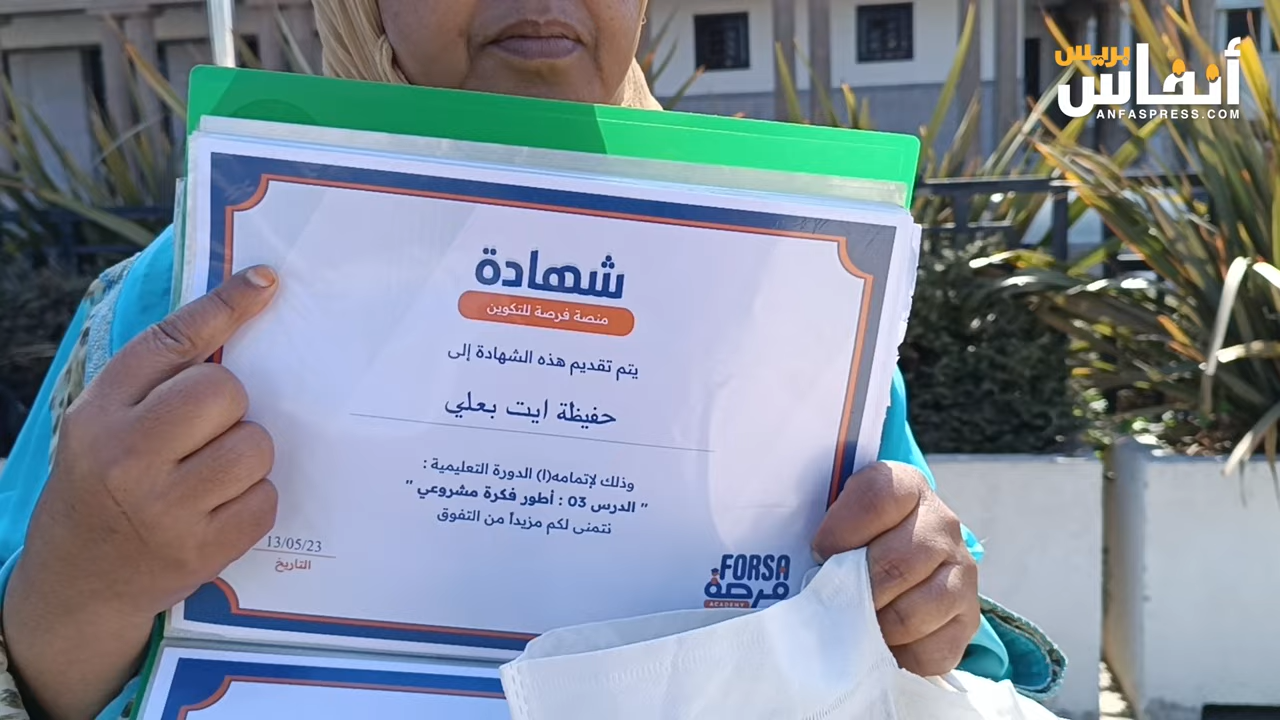 أنفاس بريس
ANFASPRESS.COM
شهادة
منصة فرصة للتكوين
يتم تقديم هذه الشهادة إلى
حفيظة ايت بعلي
وذلك لإتمامه(ا) الدورة التعليمية :
" الدرس 03 : أطور فكرة مشروعي "
نتمنى لكم مزيداً من التفوق
13/05/23
التاريخ
FORSA
فرصة
ACADEMY